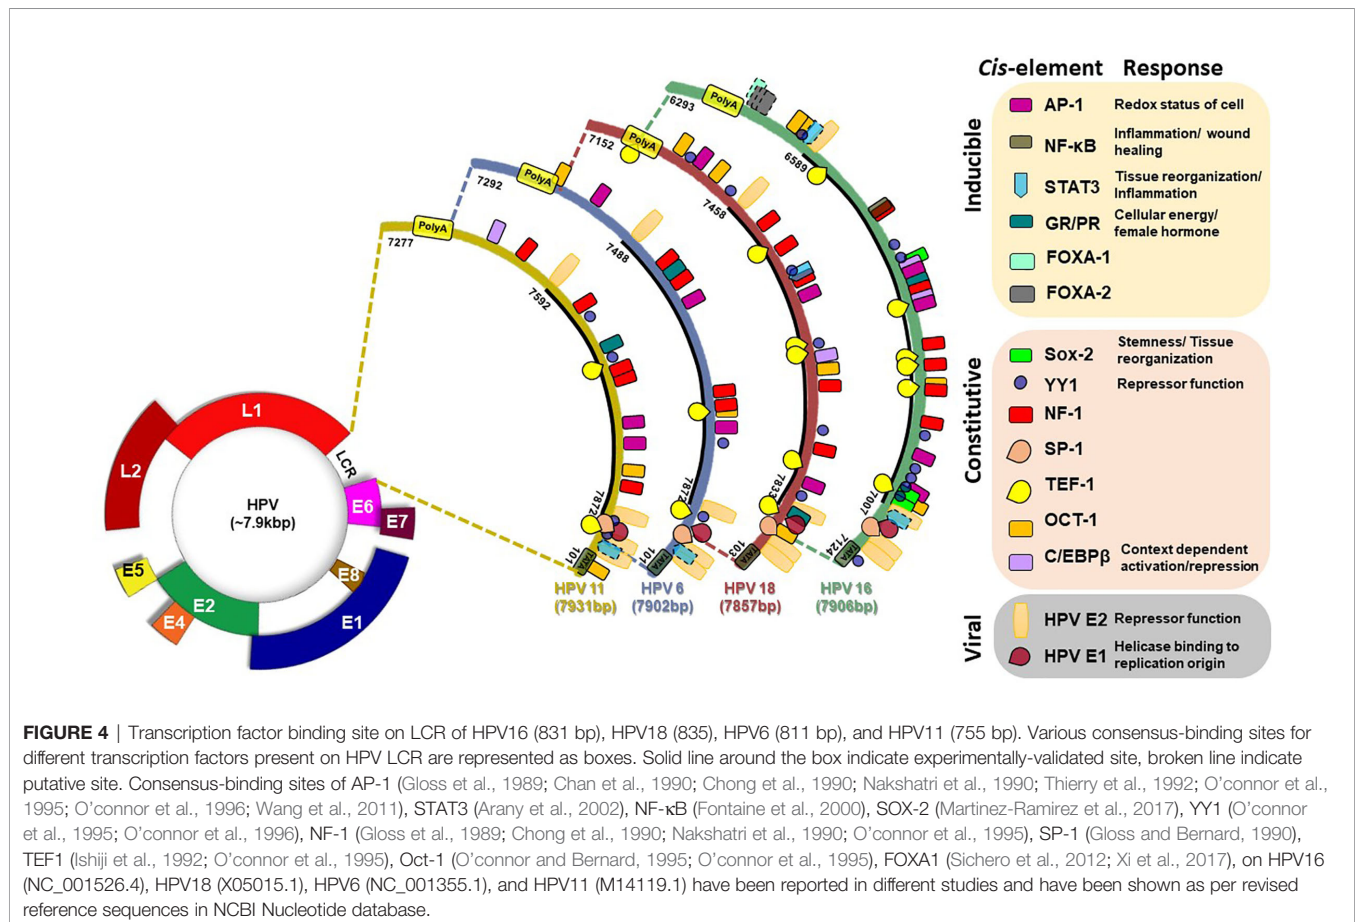 Cis-element Response
Inducible
AP-1 Redox status of cell
NF-κB Inflammation/ wound
healing
STAT3 Tissue reorganization/
Inflammation
GR/PR Cellular energy/
female hormone
FOXA-1
FOXA-2
Constitutive
Sox-2 Stemness/ Tissue
reorganization
YY1 Repressor function
NF-1
SP-1
TEF-1
OCT-1
C/EBPβ Context dependent
activation/repression
Viral
HPV E2 Repressor function
HPV E1 Helicase binding to
replication origin
PolyA
6293
6589
7007
7124
TATA
HPV 16
(7906bp)
PolyA
7152
7458
7833
103
TATA
HPV 18
(7857bp)
PolyA
7292
7488
7872
101
TATA
HPV 6
(7902bp)
PolyA
7277
7592
7872
101
TATA
HPV 11
(7931bp)
L1
L2
LCR
E6
E7
HPV
(~7.9kbp)
E5
E8
E2
E4
E1
FIGURE 4 | Transcription factor binding site on LCR of HPV16 (831 bp), HPV18 (835), HPV6 (811 bp), and HPV11 (755 bp). Various consensus-binding sites for
different transcription factors present on HPV LCR are represented as boxes. Solid line around the box indicate experimentally-validated site, broken line indicate
putative site. Consensus-binding sites of AP-1 (Gloss et al., 1989; Chan et al., 1990; Chong et al., 1990; Nakshatri et al., 1990; Thierry et al., 1992; O'connor et al.,
1995; O'connor et al., 1996; Wang et al., 2011), STAT3 (Arany et al., 2002), NF-κB (Fontaine et al., 2000), SOX-2 (Martinez-Ramirez et al., 2017), YY1 (O'connor
et al., 1995; O'connor et al., 1996), NF-1 (Gloss et al., 1989; Chong et al., 1990; Nakshatri et al., 1990; O'connor et al., 1995), SP-1 (Gloss and Bernard, 1990),
TEF1 (Ishiji et al., 1992; O'connor et al., 1995), Oct-1 (O'connor and Bernard, 1995; O'connor et al., 1995), FOXA1 (Sichero et al., 2012; Xi et al., 2017), on HPV16
(NC_001526.4), HPV18 (X05015.1), HPV6 (NC_001355.1), and HPV11 (M14119.1) have been reported in different studies and have been shown as per revised
reference sequences in NCBI Nucleotide database.